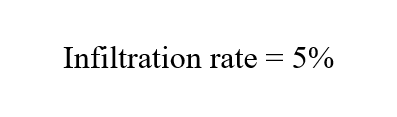 Infiltration rate = 5%